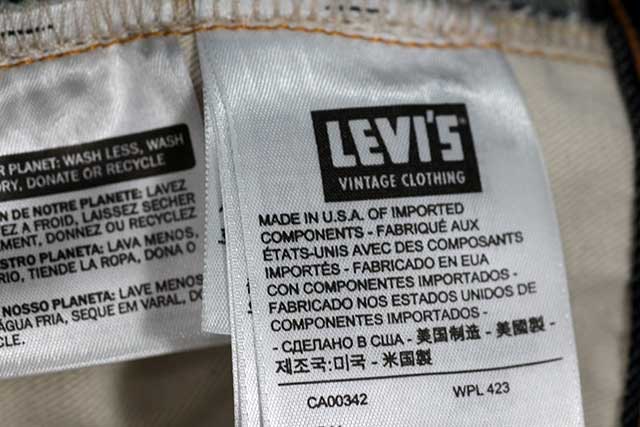 R PLANET: WASH LESS, WASH
DRY, DONATE OR RECYCLE
N DE NOTRE PLANETE: LAVEZ
EZ A FROID, LAISSEZ SECHER
EMENT, DONNEZ OU RECYCLEZ
STRO PLANETA: LAVA MENOS,
RIO, TIENDE LA ROPA, DONA O
NOSSO PLANETA: LAVE MENOS
ÁGUA FRIA, SEQUE EM VARAL, DO
CLE.
LEVI'S®
VINTAGE CLOTHING
MADE IN U.S.A. OF IMPORTED
COMPONENTS - FABRIQUÉ AUX
ÉTATS-UNIS AVEC DES COMPOSANTS
IMPORTÉS - FABRICADO EN EUA
CON COMPONENTES IMPORTADOS -
FABRICADO NOS ESTADOS UNIDOS DE
COMPONENTES IMPORTADOS -
- СДЕЛАНО В США - 美国制造 - 美國製 -
제조국:미국 - 米国製
CA00342 WPL 423